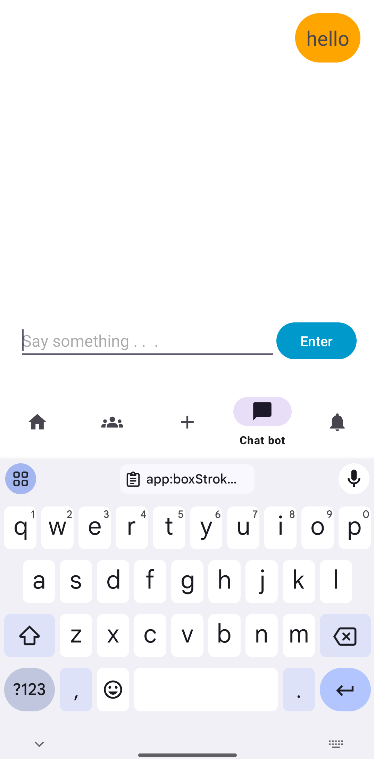 hello
Say something . . .
Enter
Chat bot
app:boxStrok...
1 2 3 4 5 6 7 8 9 0
q w e r t y u i o p
a s d f g h j k l
z x c v b n m
?123 , .